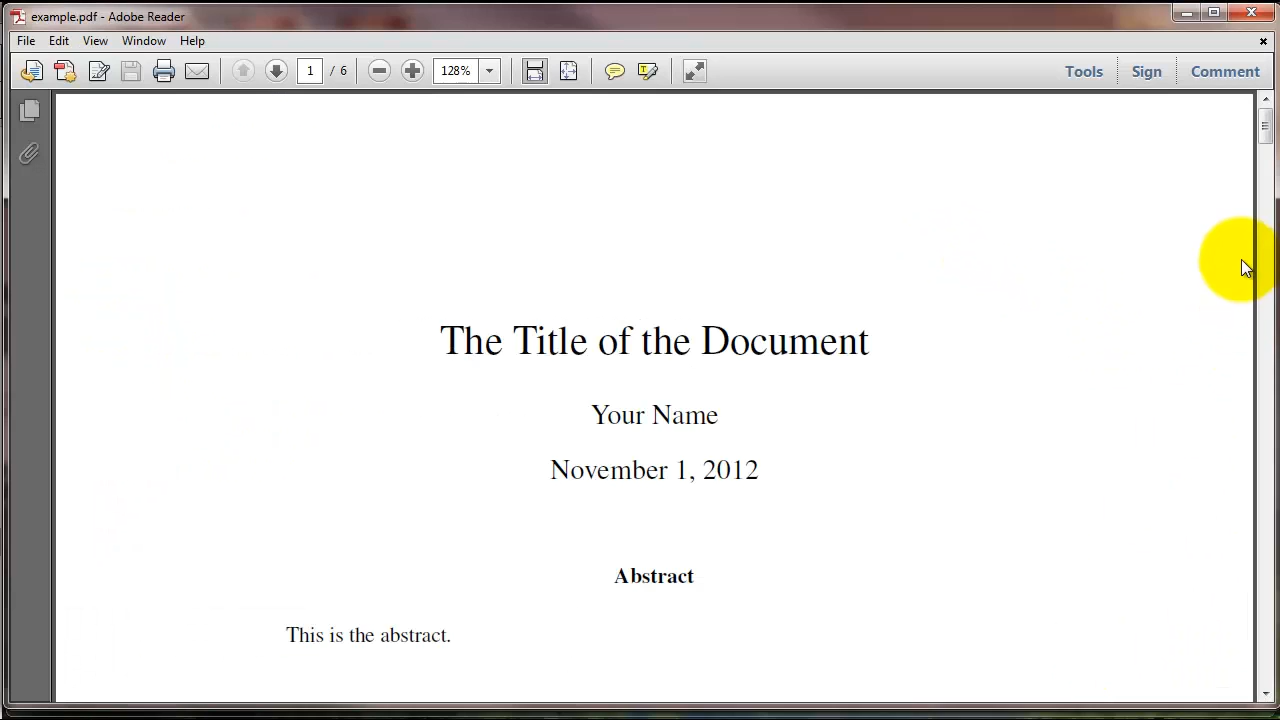 example.pdf - Adobe Reader
File Edit View Window Help
1 / 6 128% Tools Sign Comment
The Title of the Document
Your Name
November 1, 2012
Abstract
This is the abstract.